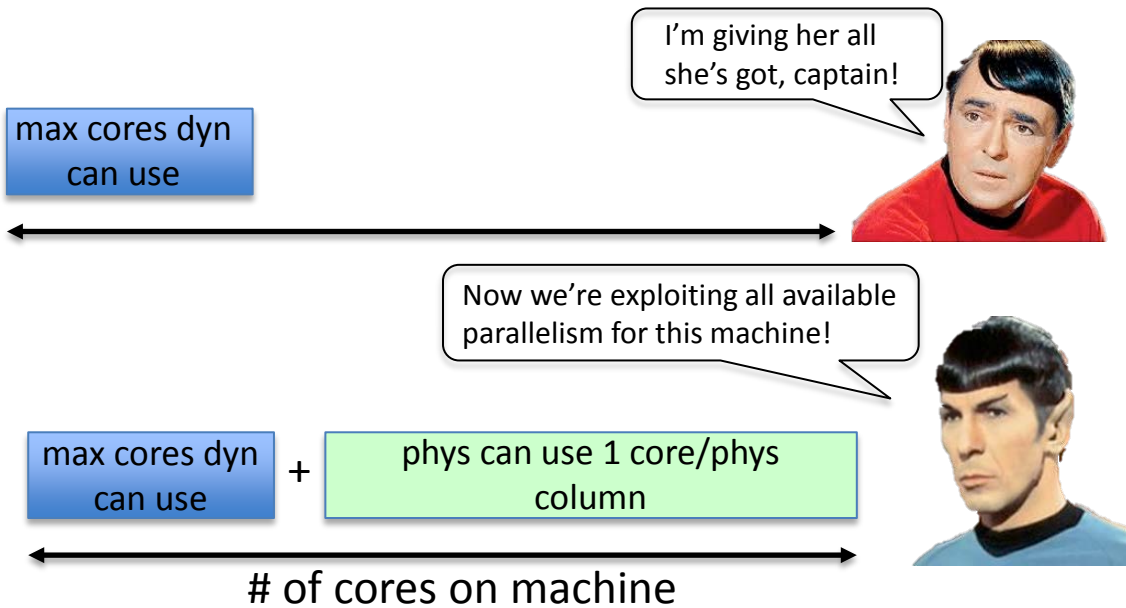 I'm giving her all
she's got, captain!
max cores dyn
can use
Now we're exploiting all available
parallelism for this machine!
max cores dyn
can use
+
phys can use 1 core/phys
column
# of cores on machine